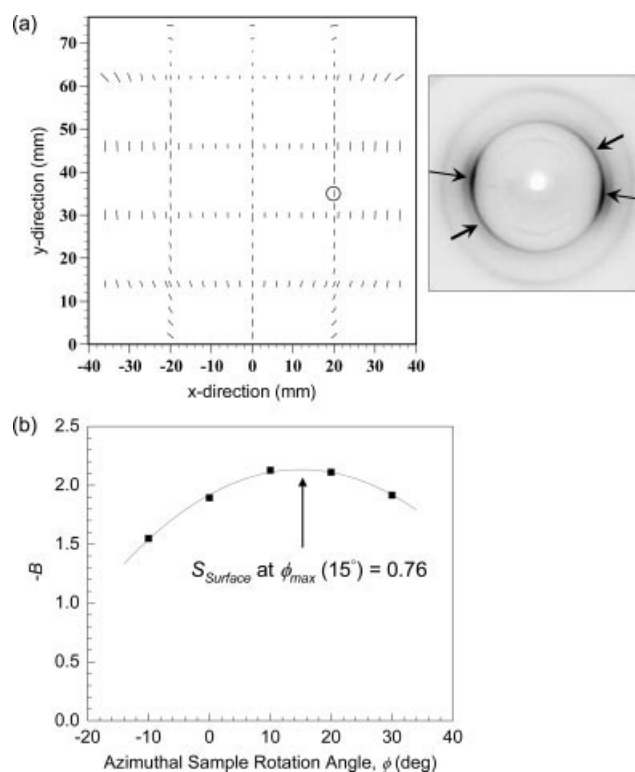 (a)
70
60
50
40
30
20
10
0
y-direction (mm)
-40 -30 -20 -10 0 10 20 30 40
x-direction (mm)
(b)
2.5
2.0
1.5
1.0
0.5
0.0
-B
S_Surface at ϕ_max (15°) = 0.76
-20 -10 0 10 20 30 40
Azimuthal Sample Rotation Angle, ϕ (deg)